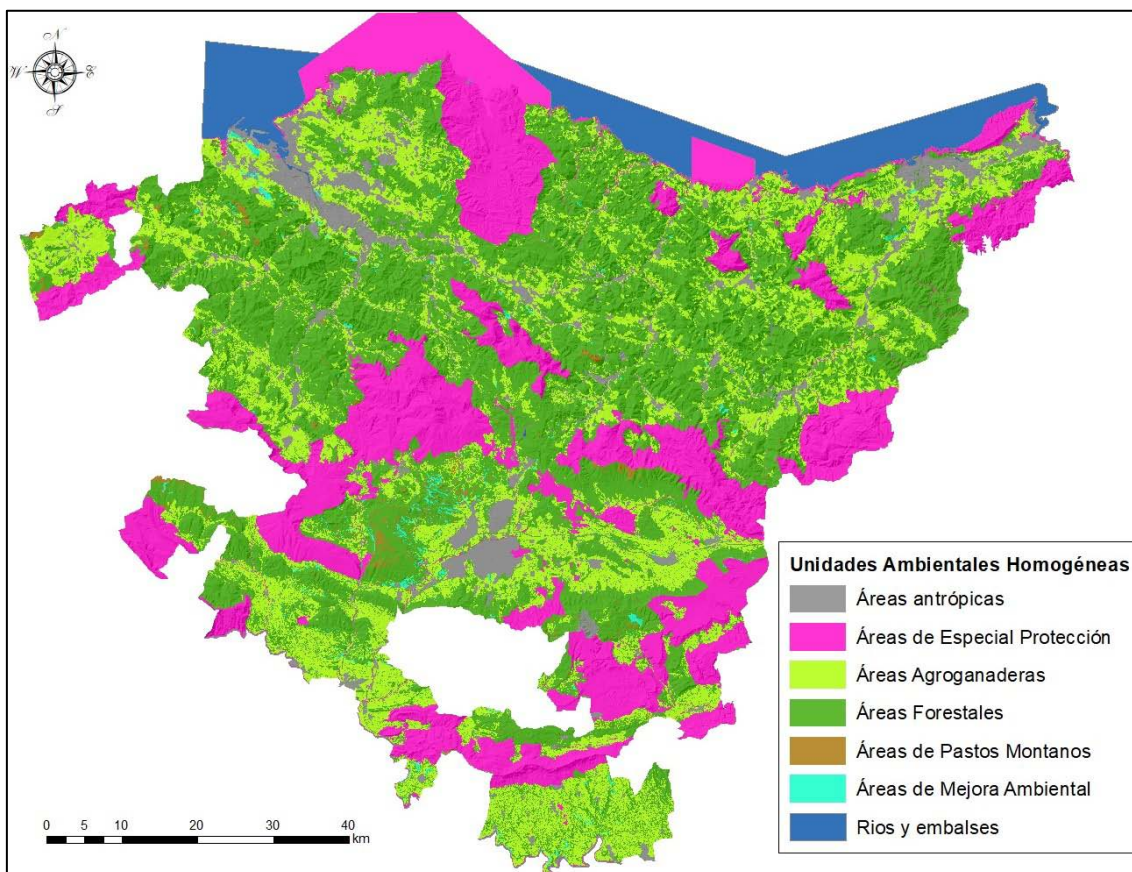 N
W E
S
Unidades Ambientales Homogéneas
Áreas antrópicas
Áreas de Especial Protección
Áreas Agroganaderas
Áreas Forestales
Áreas de Pastos Montanos
Áreas de Mejora Ambiental
Rios y embalses
0 5 10 20 30 40
km